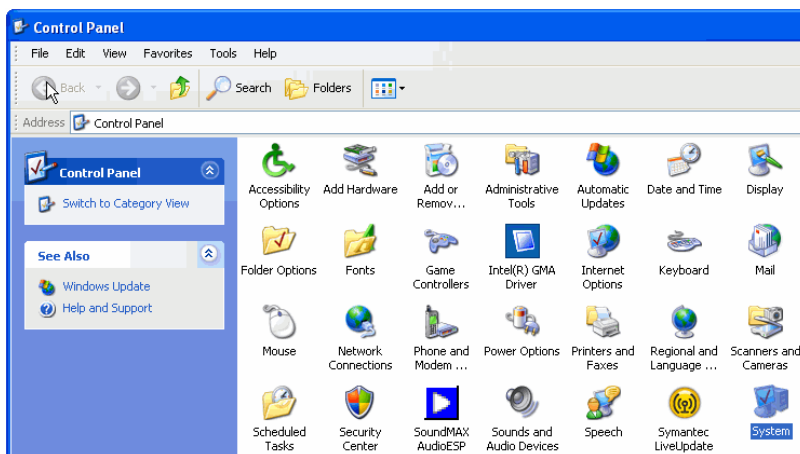 Control Panel
File Edit View Favorites Tools Help
Back Search Folders
Address Control Panel
Control Panel
Switch to Category View
See Also
Windows Update
Help and Support
Accessibility Options
Add Hardware
Add or Remov...
Administrative Tools
Automatic Updates
Date and Time
Display
Folder Options
Fonts
Game Controllers
Intel(R) GMA Driver
Internet Options
Keyboard
Mail
Mouse
Network Connections
Phone and Modem ...
Power Options
Printers and Faxes
Regional and Language ...
Scanners and Cameras
Scheduled Tasks
Security Center
SoundMAX AudioESP
Sounds and Audio Devices
Speech
Symantec LiveUpdate
System